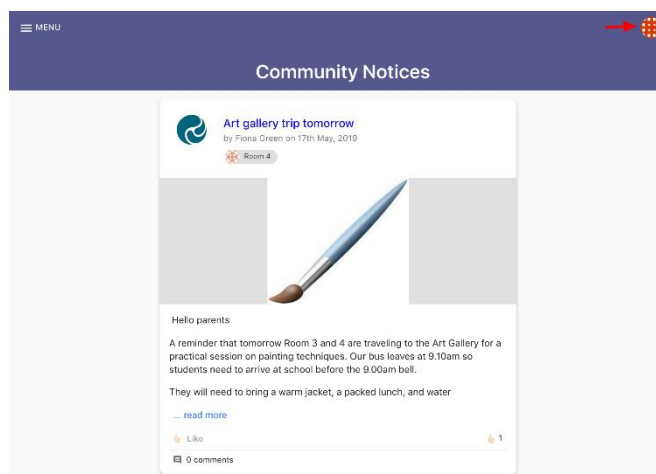 MENU
Community Notices
Art gallery trip tomorrow
by Fiona Green on 17th May, 2019
Room 4
Hello parents
A reminder that tomorrow Room 3 and 4 are traveling to the Art Gallery for a
practical session on painting techniques. Our bus leaves at 9.10am so
students need to arrive at school before the 9.00am bell.
They will need to bring a warm jacket, a packed lunch, and water
... read more
Like 1
0 comments